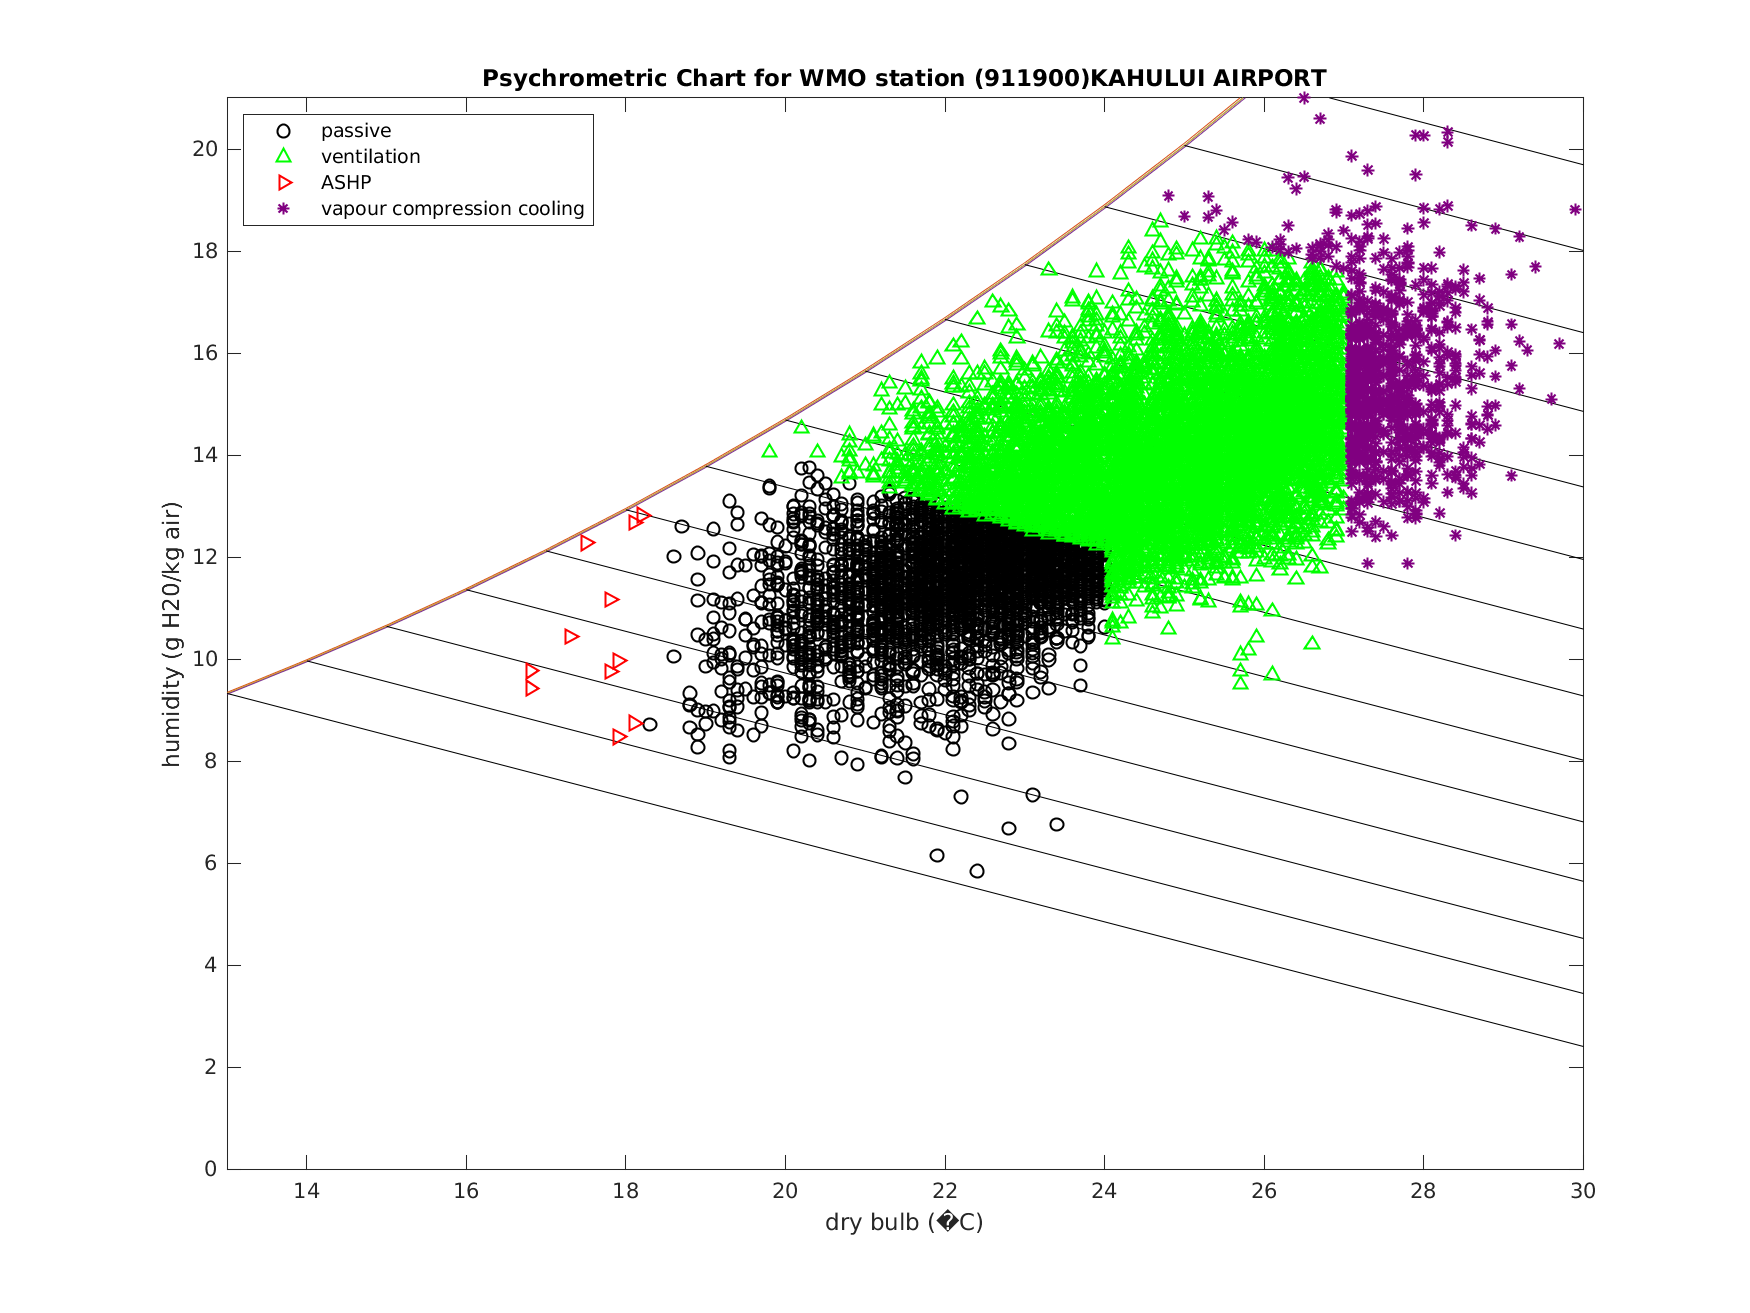 Psychrometric Chart for WMO station (911900)KAHULUI AIRPORT
passive
ventilation
ASHP
vapour compression cooling
humidity (g H20/kg air)
20
18
16
14
12
10
8
6
4
2
0
14 16 18 20 22 24 26 28 30
dry bulb (�C)